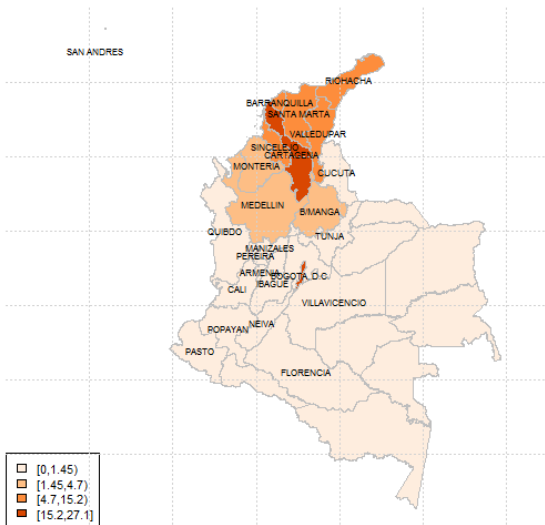 SAN ANDRES
RIOHACHA
BARRANQUILLA
SANTA MARTA
VALLEDUPAR
SINCELEJO
CARTAGENA
MONTERIA
CUCUTA
MEDELLIN
B/MANGA
QUIBDO
TUNJA
MANIZALES
PEREIRA
ARMENIA
BOGOTA, D.C.
IBAGUE
CALI
VILLAVICENCIO
NEIVA
POPAYAN
PASTO
FLORENCIA
[0,1.45)
[1.45,4.7)
[4.7,15.2)
[15.2,27.1]